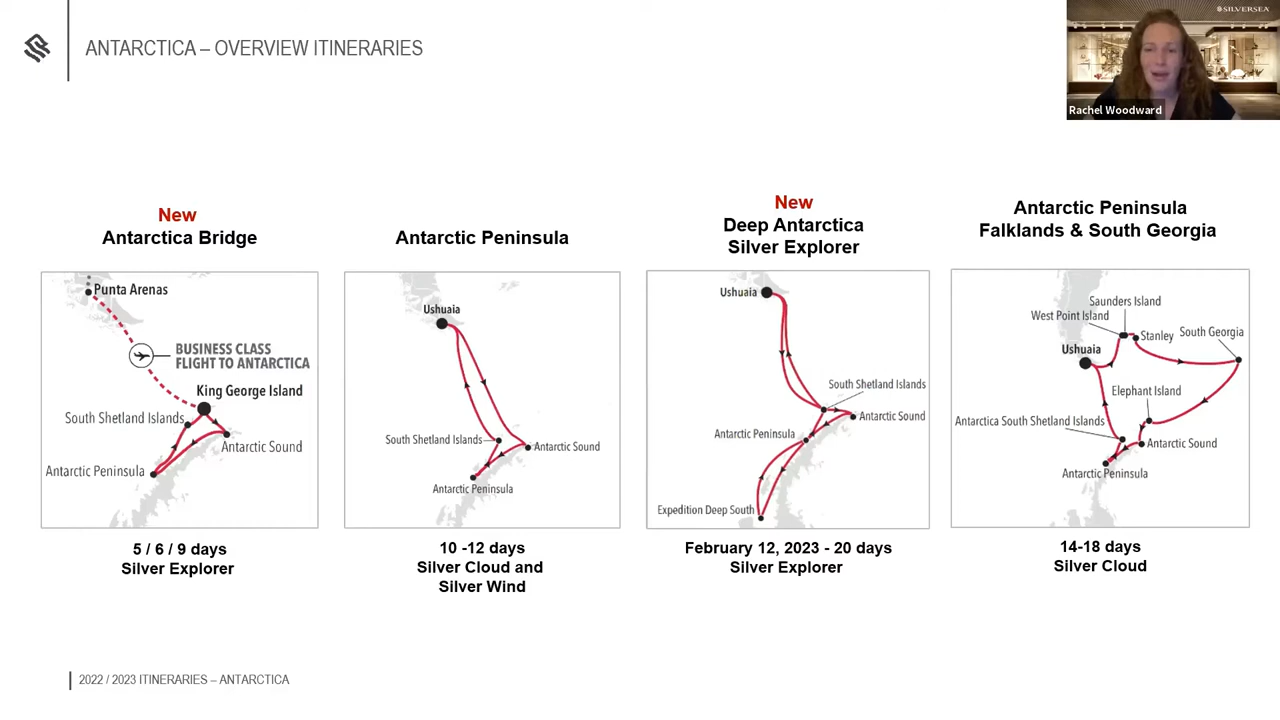 ANTARCTICA – OVERVIEW ITINERARIES
SILVERSEA
Rachel Woodward
New
Antarctica Bridge
Punta Arenas
BUSINESS CLASS
FLIGHT TO ANTARCTICA
King George Island
South Shetland Islands
Antarctic Sound
Antarctic Peninsula
5 / 6 / 9 days
Silver Explorer
Antarctic Peninsula
Ushuaia
South Shetland Islands
Antarctic Sound
Antarctic Peninsula
10 -12 days
Silver Cloud and
Silver Wind
New
Deep Antarctica
Silver Explorer
Ushuaia
South Shetland Islands
Antarctic Sound
Antarctic Peninsula
Expedition Deep South
February 12, 2023 - 20 days
Silver Explorer
Antarctic Peninsula
Falklands & South Georgia
Saunders Island
West Point Island
Stanley
South Georgia
Ushuaia
Elephant Island
Antarctica South Shetland Islands
Antarctic Sound
Antarctic Peninsula
14-18 days
Silver Cloud
2022 / 2023 ITINERARIES – ANTARCTICA